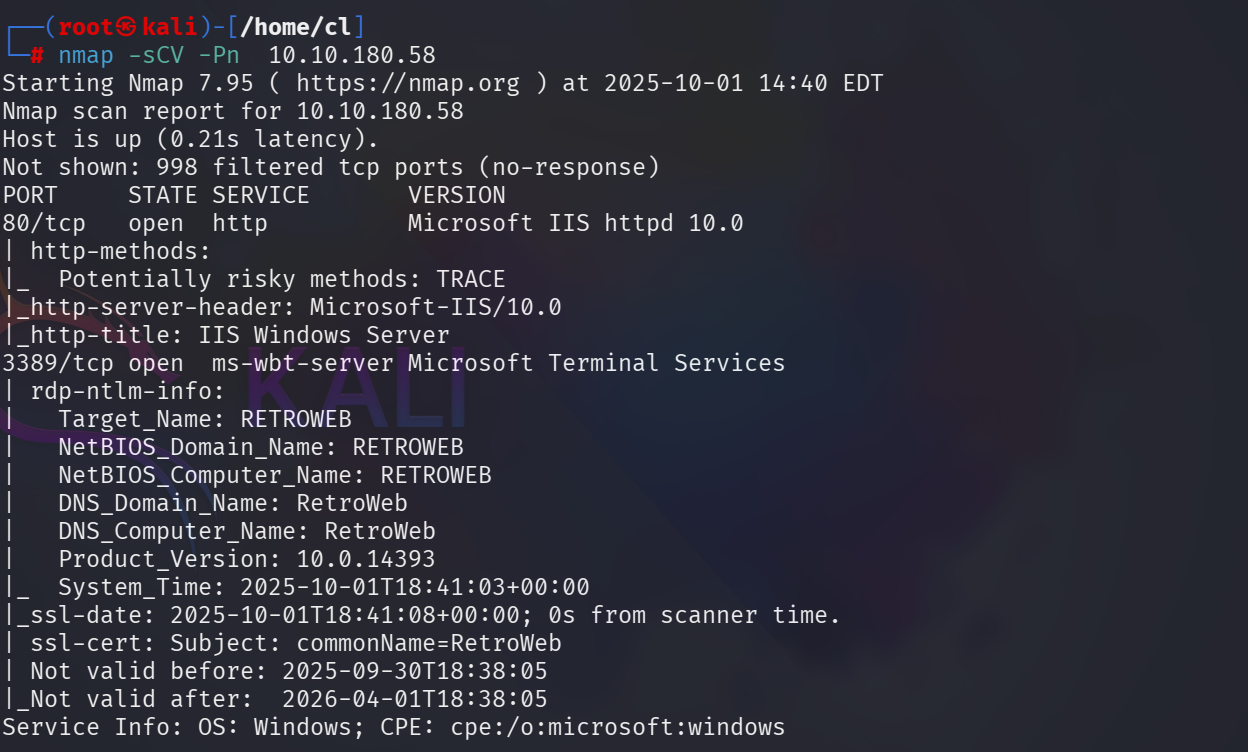 ┌──(root㉿kali)-[/home/cl]
└─# nmap -sCV -Pn  10.10.180.58
Starting Nmap 7.95 ( https://nmap.org ) at 2025-10-01 14:40 EDT
Nmap scan report for 10.10.180.58
Host is up (0.21s latency).
Not shown: 998 filtered tcp ports (no-response)
PORT     STATE SERVICE       VERSION
80/tcp   open  http          Microsoft IIS httpd 10.0
| http-methods:
|_  Potentially risky methods: TRACE
|_http-server-header: Microsoft-IIS/10.0
|_http-title: IIS Windows Server
3389/tcp open  ms-wbt-server Microsoft Terminal Services
| rdp-ntlm-info:
|   Target_Name: RETROWEB
|   NetBIOS_Domain_Name: RETROWEB
|   NetBIOS_Computer_Name: RETROWEB
|   DNS_Domain_Name: RetroWeb
|   DNS_Computer_Name: RetroWeb
|   Product_Version: 10.0.14393
|_  System_Time: 2025-10-01T18:41:03+00:00
|_ssl-date: 2025-10-01T18:41:08+00:00; 0s from scanner time.
| ssl-cert: Subject: commonName=RetroWeb
| Not valid before: 2025-09-30T18:38:05
|_Not valid after:  2026-04-01T18:38:05
Service Info: OS: Windows; CPE: cpe:/o:microsoft:windows
KALI